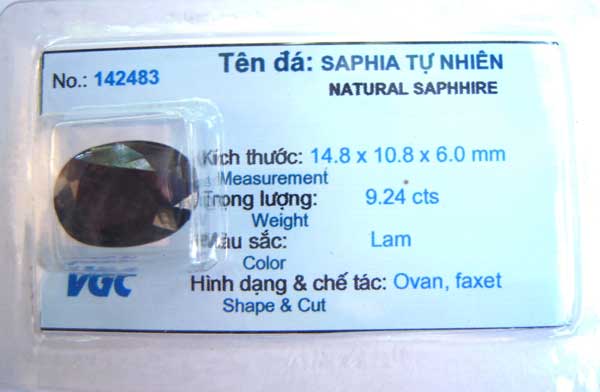 No.: 142483
Tên đá: SAPHIA TỰ NHIÊN
NATURAL SAPHHIRE
Kích thước: 14.8 x 10.8 x 6.0 mm
Measurement
Trọng lượng: 9.24 cts
Weight
Màu sắc: Lam
Color
Hình dạng & chế tác: Ovan, faxet
Shape & Cut
VGC